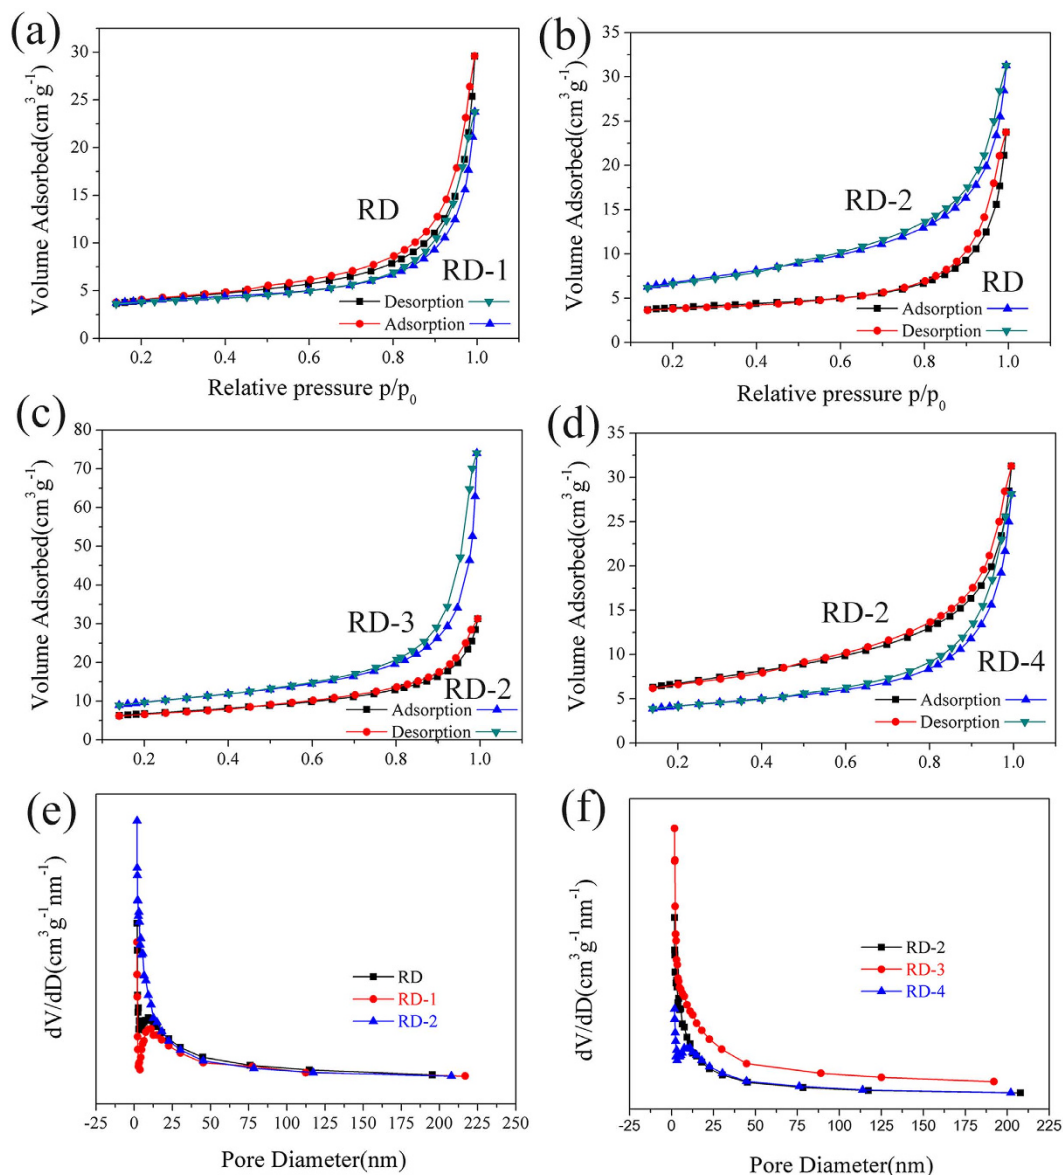 (a)
Volume Adsorbed(cm³g⁻¹)
30
25
20
15
10
5
0
RD
RD-1
Desorption
Adsorption
0.2 0.4 0.6 0.8 1.0
Relative pressure p/p₀
(b)
Volume Adsorbed(cm³g⁻¹)
35
30
25
20
15
10
5
0
RD-2
RD
Adsorption
Desorption
0.2 0.4 0.6 0.8 1.0
Relative pressure p/p₀
(c)
Volume Adsorbed(cm³g⁻¹)
80
70
60
50
40
30
20
10
0
RD-3
RD-2
Adsorption
Desorption
0.2 0.4 0.6 0.8 1.0
(d)
Volume Adsorbed(cm³g⁻¹)
35
30
25
20
15
10
5
0
RD-2
RD-4
Adsorption
Desorption
0.2 0.4 0.6 0.8 1.0
(e)
dV/dD(cm³g⁻¹nm⁻¹)
RD
RD-1
RD-2
-25 0 25 50 75 100 125 150 175 200 225 250
Pore Diameter(nm)
(f)
dV/dD(cm³g⁻¹nm⁻¹)
RD-2
RD-3
RD-4
-25 0 25 50 75 100 125 150 175 200 225
Pore Diameter(nm)